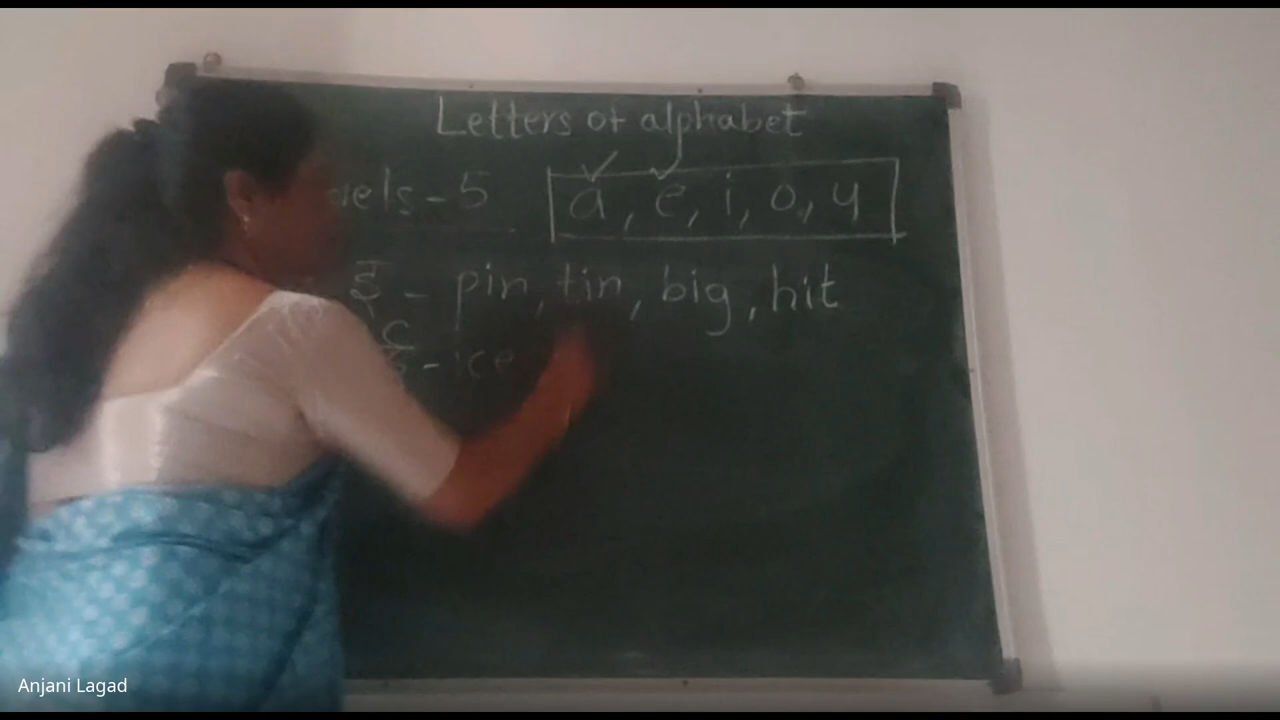 Letters of alphabet
vels - 5 a, e, i, o, u
इ - pin, tin, big, hit
- ice
Anjani Lagad